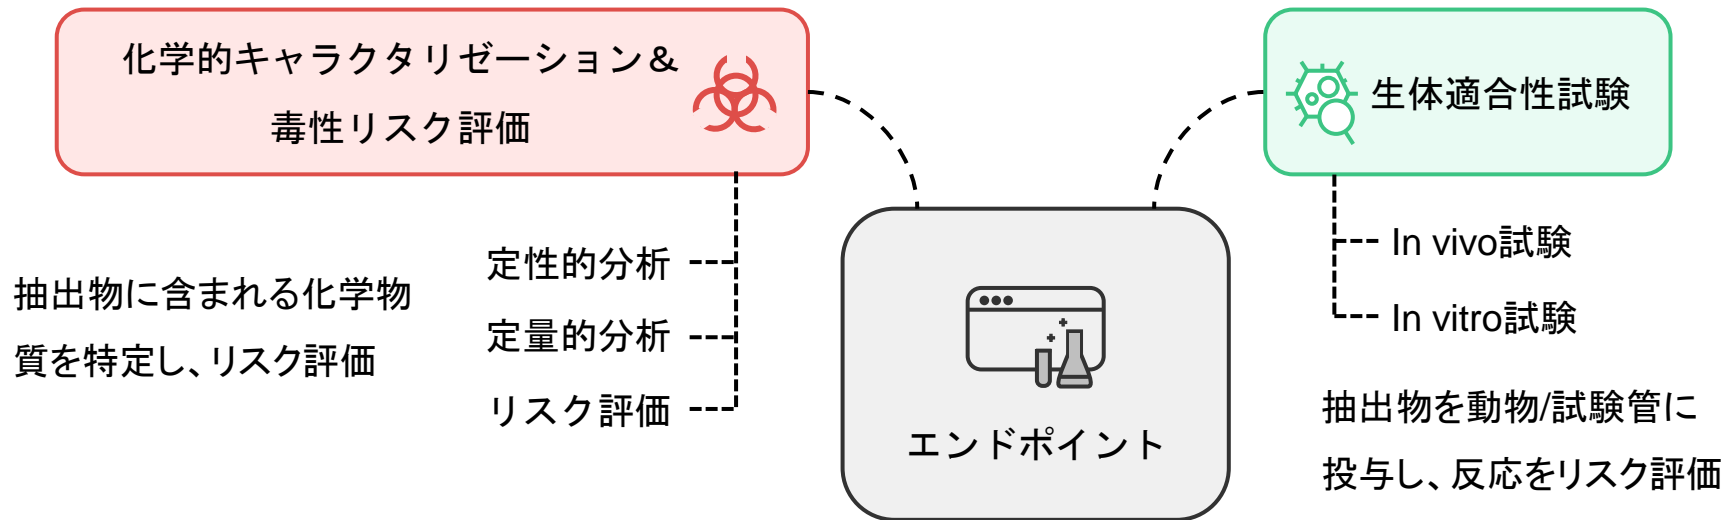 化学的キャラクタリゼーション＆
毒性リスク評価
定性的分析
定量的分析
リスク評価
抽出物に含まれる化学物
質を特定し、リスク評価
エンドポイント
生体適合性試験
In vivo試験
In vitro試験
抽出物を動物/試験管に
投与し、反応をリスク評価